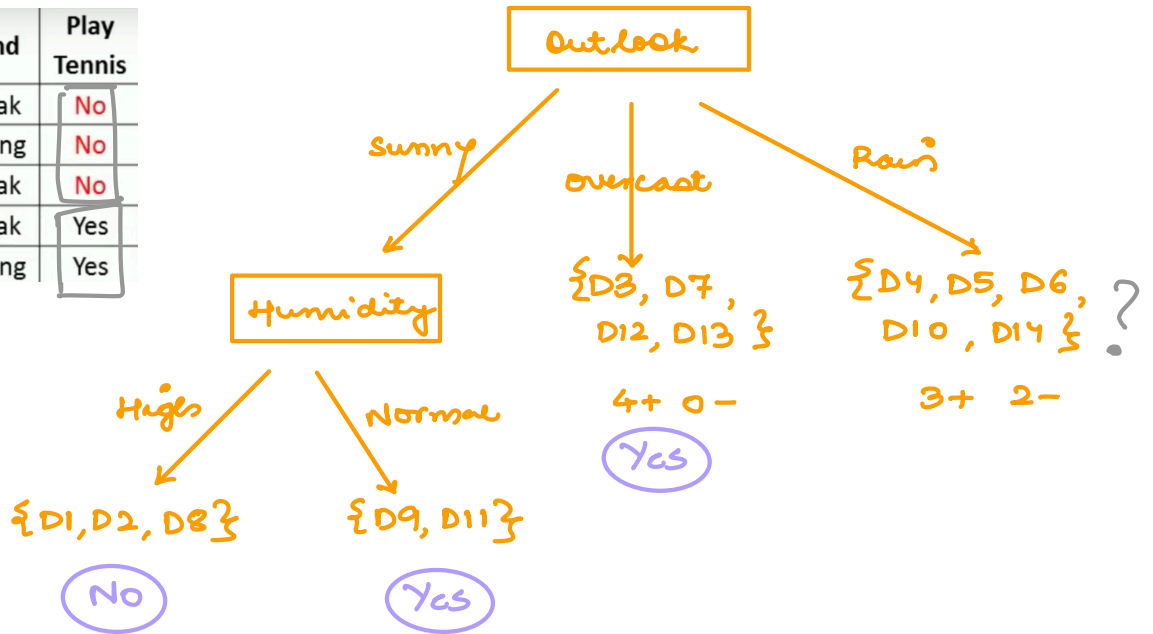 nd
Play
Tennis
ak No
ng No
ak No
ak Yes
ng Yes
Outlook
Sunny
Overcast
Rain
Humidity
{D3, D7,
D12, D13}
{D4, D5, D6,
D10, D14}
?
4+ 0-
3+ 2-
Yes
High
Normal
{D1, D2, D8}
{D9, D11}
No
Yes